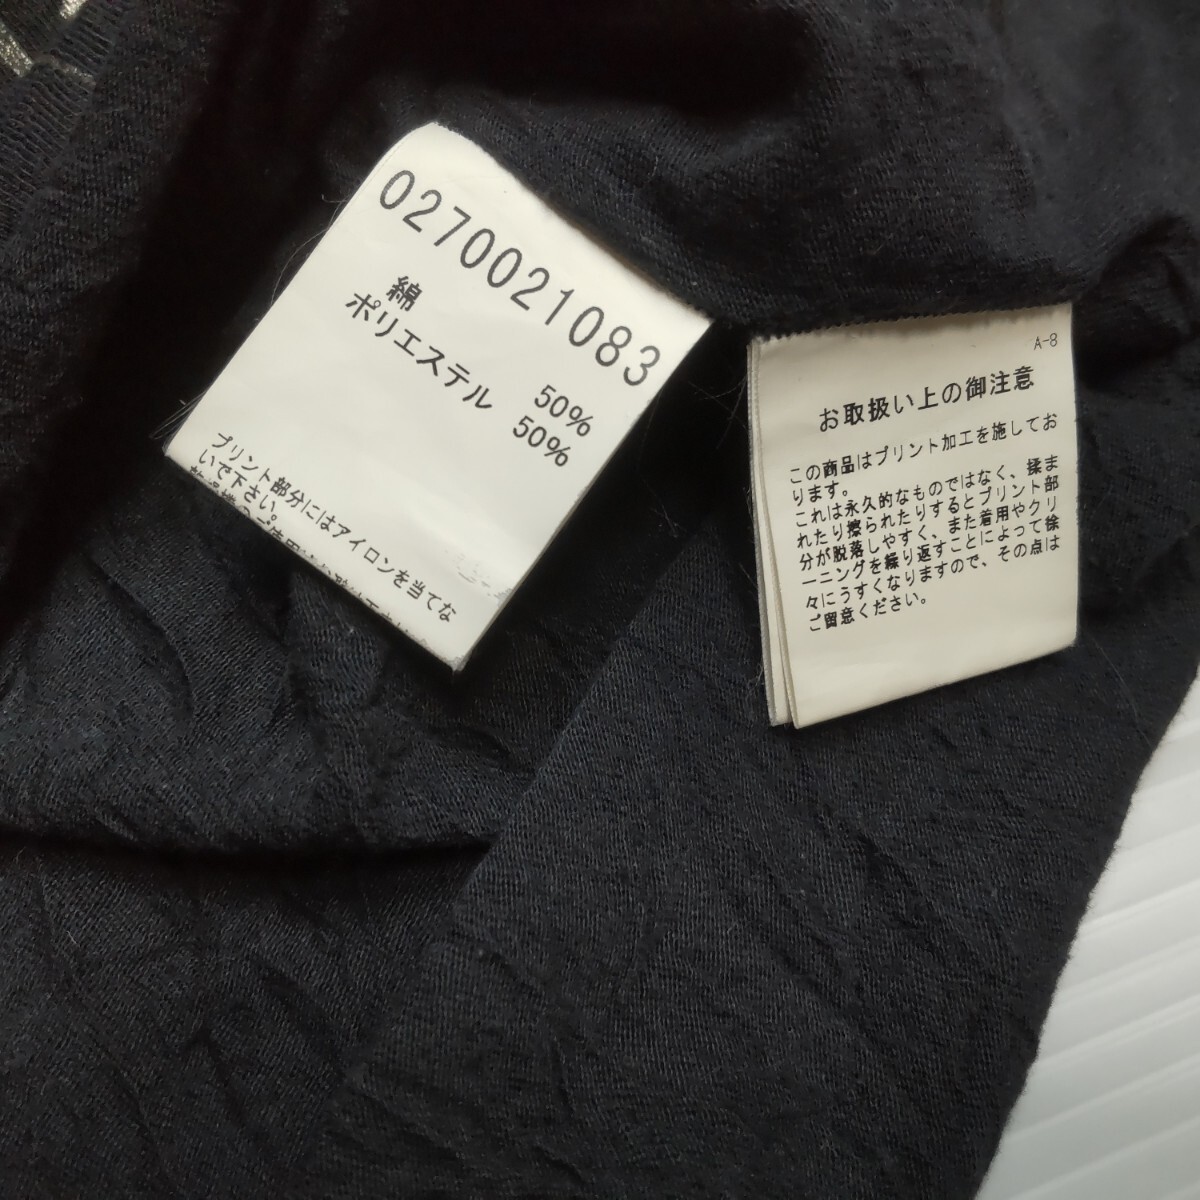 0270021083
綿 50%
ポリエステル 50%
プリント部分にはアイロンを当てな
いで下さい。
A-8
お取扱い上の御注意
この商品はプリント加工を施してお
ります。
これは永久的なものではなく、揉ま
れたり擦られたりするとプリント部
分が脱落しやすく、また着用やクリ
ーニングを繰り返すことによって徐
々にうすくなりますので、その点は
ご留意ください。